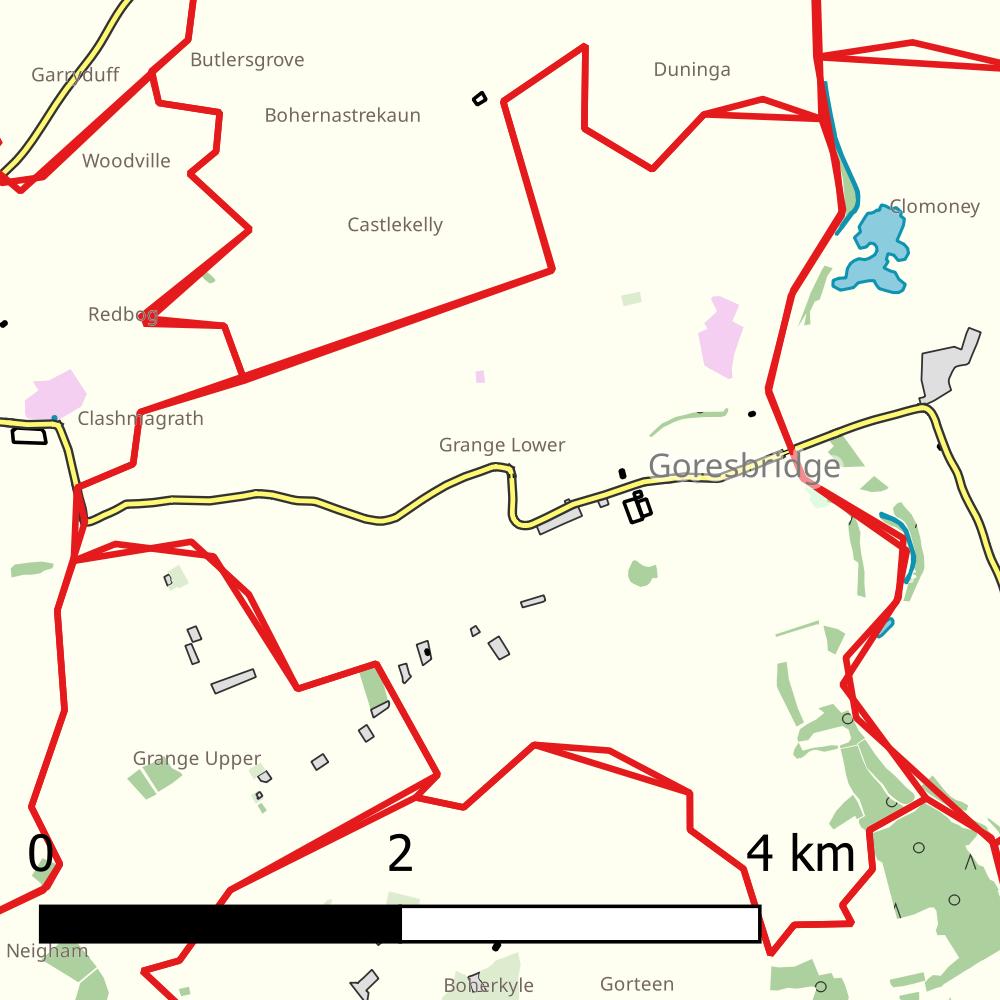 Butlersgrove
Garryduff
Duninga
Bohernastrekaun
Woodville
Clomoney
Castlekelly
Redbog
Clashmagrath
Grange Lower
Goresbridge
Grange Upper
0 2 4 km
Neigham
Boherkyle
Gorteen